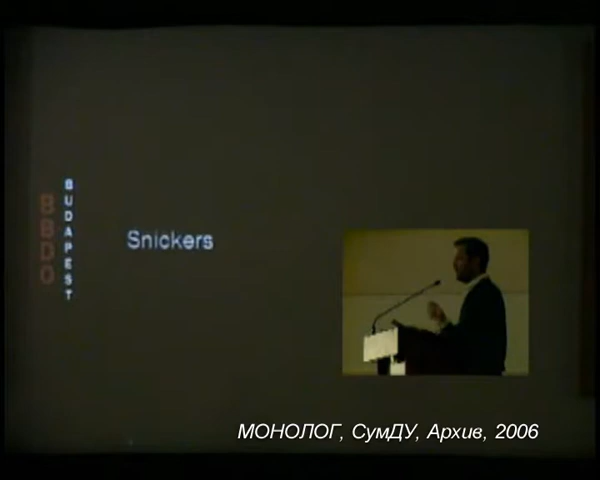 BBDO
BUDAPEST
Snickers
МОНОЛОГ, СумДУ, Архив, 2006